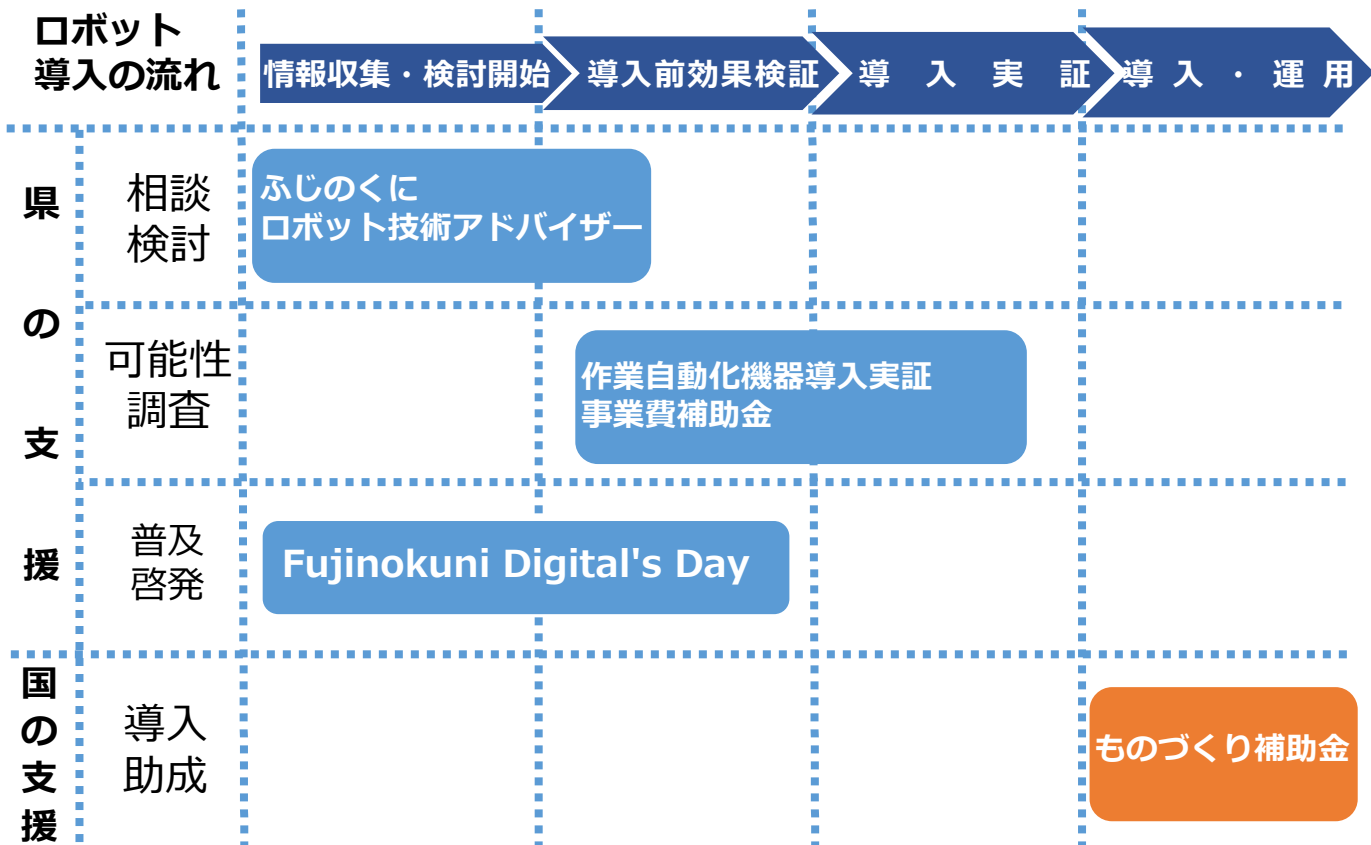 ロボット
導入の流れ
情報収集・検討開始
導入前効果検証
導入実証
導入・運用
県の支援
相談
検討
ふじのくに
ロボット技術アドバイザー
可能性
調査
作業自動化機器導入実証
事業費補助金
普及
啓発
Fujinokuni Digital's Day
国の支援
導入
助成
ものづくり補助金